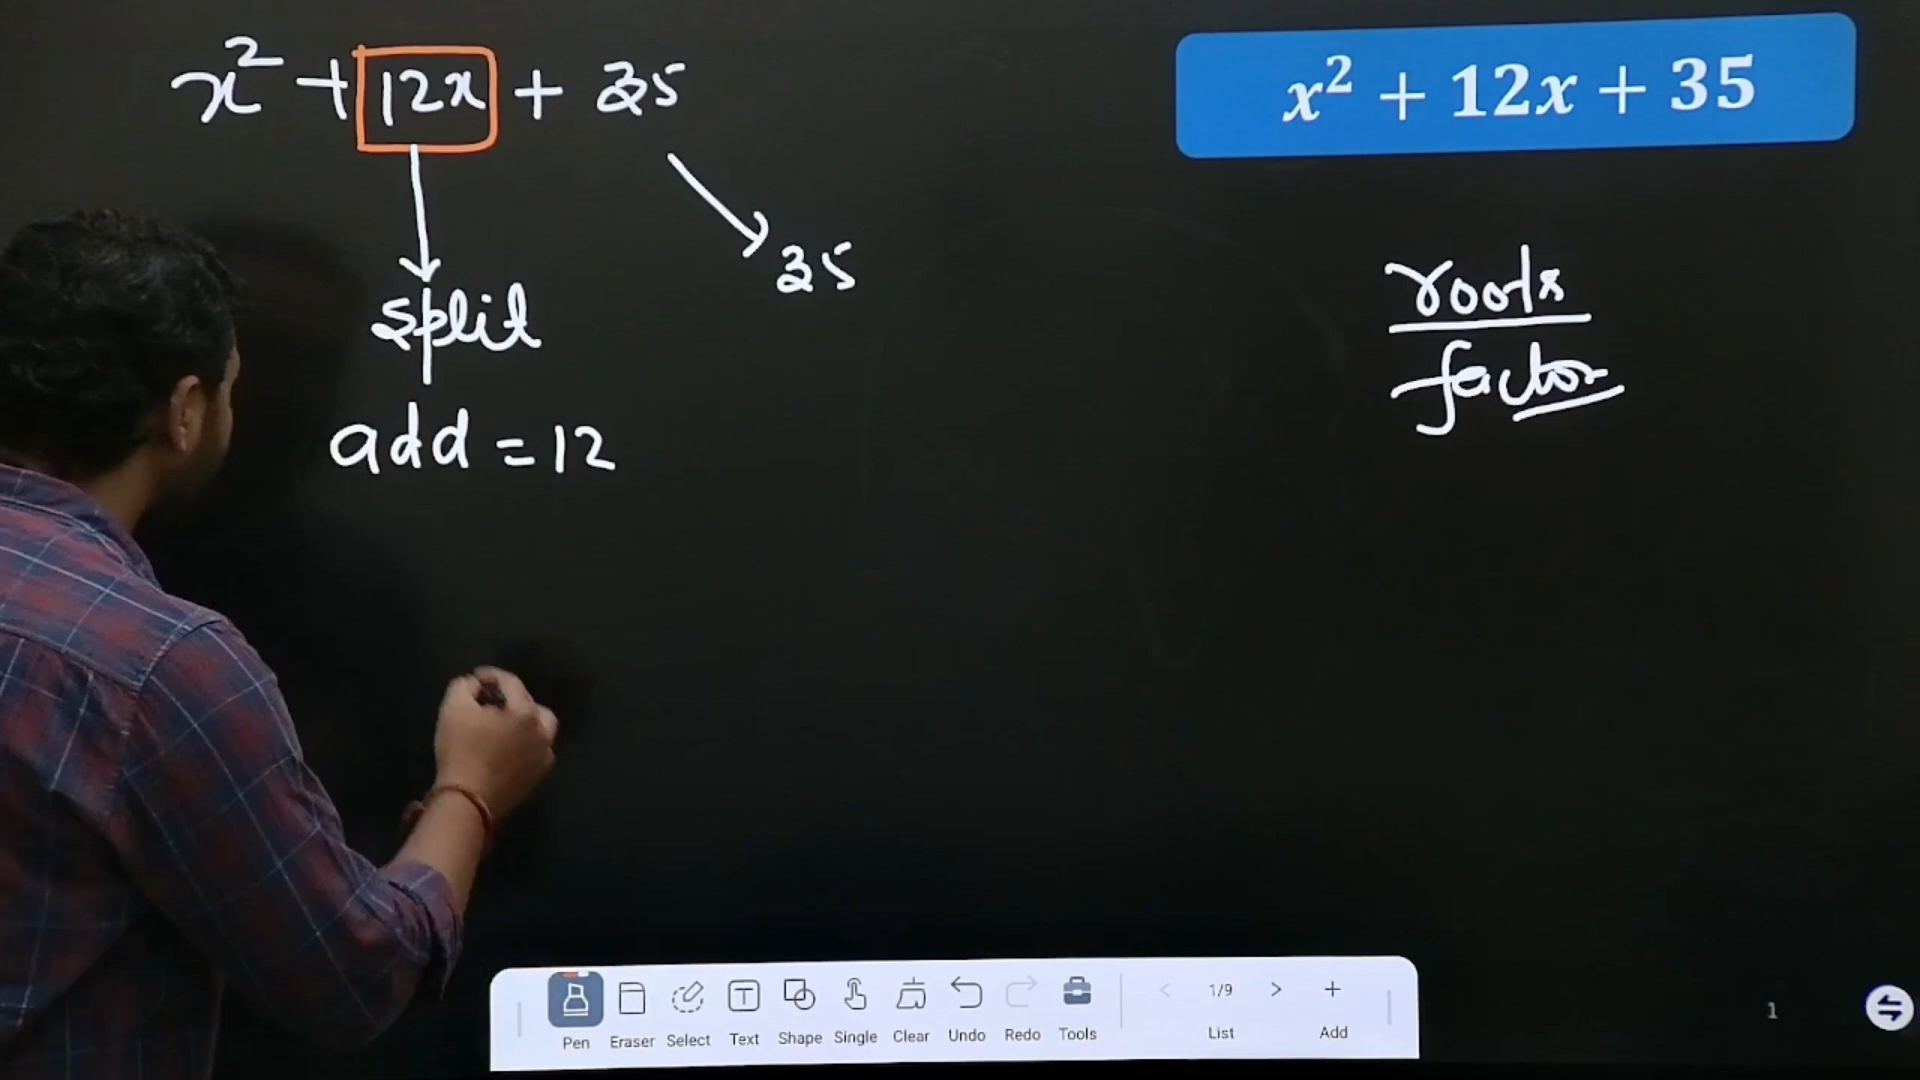 x² + 12x + 35
x² + 12x + 35
35
split
add = 12
roots
factor
Pen Eraser Select Text Shape Single Clear Undo Redo Tools
1/9
List
Add
1